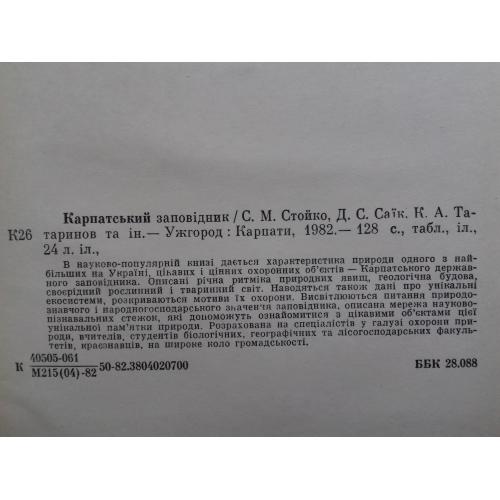 Карпатський заповідник / С. М. Стойко, Д. С. Саїк, К. А. Та-
К26 таринов та ін.— Ужгород : Карпати, 1982.— 128 с., табл., іл.,
24 л. іл.,
В науково-популярній книзі дається характеристика природи одного з най-
більших на Україні, цікавих і цінних охоронних об'єктів — Карпатського держав-
ного заповідника. Описані річна ритміка природних явищ, геологічна будова,
своєрідний рослинний і тваринний світ. Наводяться також дані про унікальні
екосистеми, розкриваються мотиви їх охорони. Висвітлюються питання природо-
знавчого і народногосподарського значення заповідника, описана мережа науково-
пізнавальних стежок, які допоможуть ознайомитися з цікавими об'єктами цієї
унікальної пам'ятки природи. Розрахована на спеціалістів у галузі охорони при-
роди, вчителів, студентів біологічних, географічних та лісогосподарських факуль-
тетів, краєзнавців, на широке коло громадськості.
40505-061
К ————— 50-82.3804020700 ББК 28.088
М215(04)-82